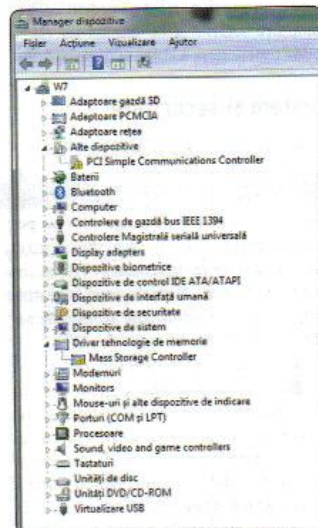 Manager dispozitive
Fișier Acțiune Vizualizare Ajutor
W7
Adaptoare gazdă SD
Adaptoare PCMCIA
Adaptoare rețea
Alte dispozitive
PCI Simple Communications Controller
Baterii
Bluetooth
Computer
Controlere de gazdă bus IEEE 1394
Controlere Magistrală serială universală
Display adapters
Dispozitive biometrice
Dispozitive de control IDE ATA/ATAPI
Dispozitive de interfață umană
Dispozitive de securitate
Dispozitive de sistem
Driver tehnologie de memorie
Mass Storage Controller
Modemuri
Monitors
Mouse-uri și alte dispozitive de indicare
Porturi (COM și LPT)
Procesoare
Sound, video and game controllers
Tastaturi
Unități de disc
Unități DVD/CD-ROM
Virtualizare USB